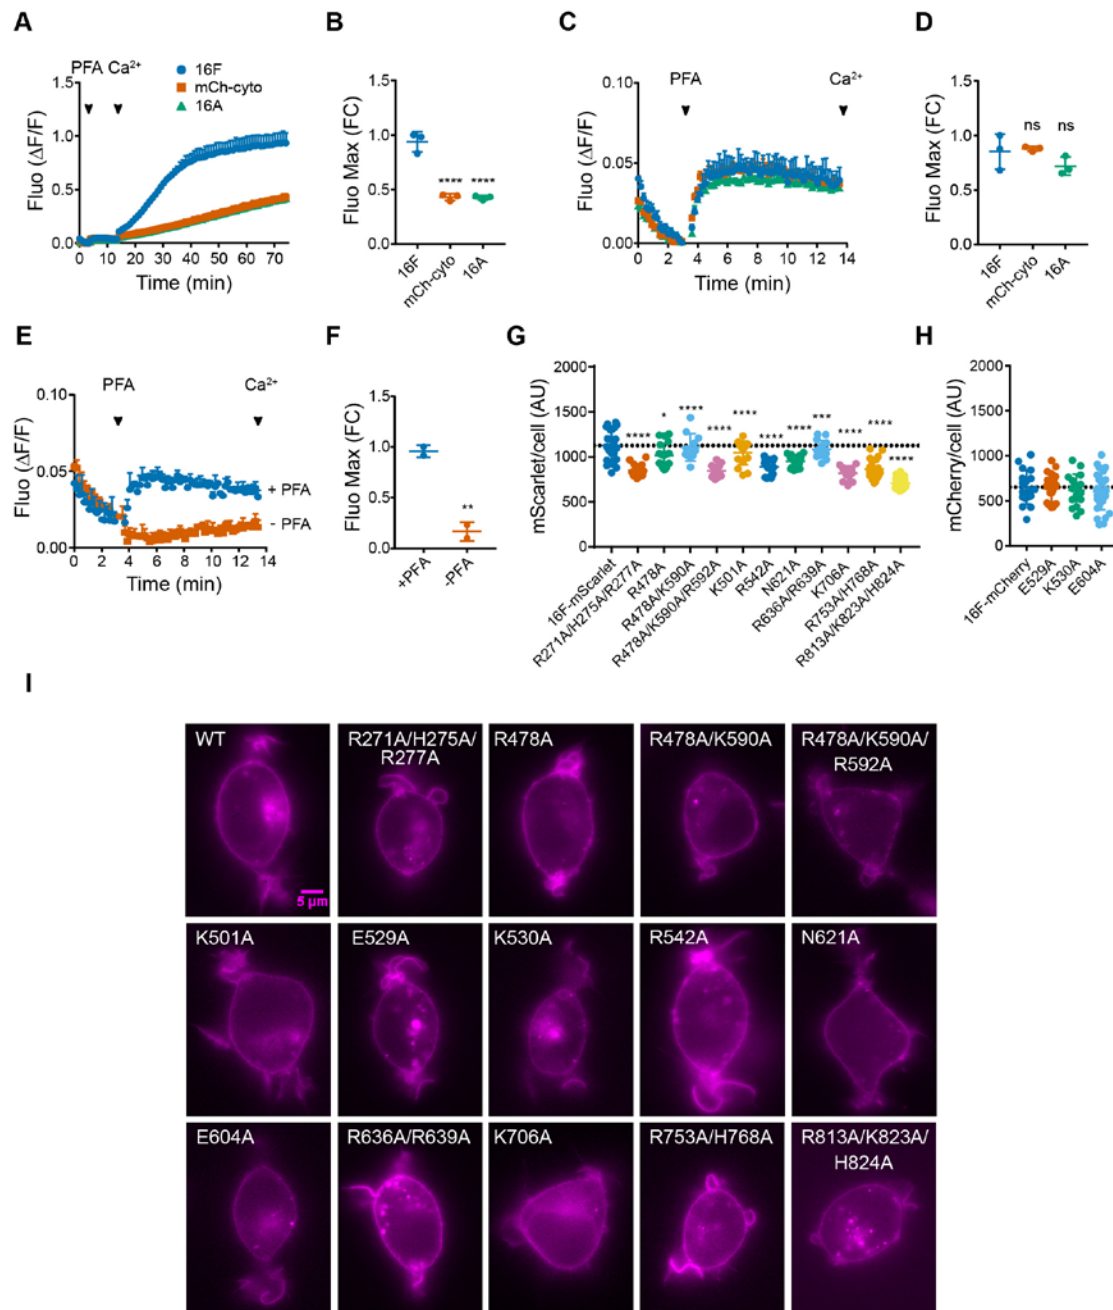 A
PFA Ca²⁺
16F
mCh-cyto
16A
Fluo (ΔF/F)
1.5
1.0
0.5
0.0
0 10 20 30 40 50 60 70
Time (min)
B
Fluo Max (FC)
1.5
1.0
0.5
0.0
**** ****
16F
mCh-cyto
16A
C
PFA Ca²⁺
Fluo (ΔF/F)
0.10
0.05
0.00
0 2 4 6 8 10 12 14
Time (min)
D
Fluo Max (FC)
1.5
1.0
0.5
0.0
ns ns
16F
mCh-cyto
16A
E
PFA Ca²⁺
Fluo (ΔF/F)
0.10
0.05
0.00
+ PFA
- PFA
0 2 4 6 8 10 12 14
Time (min)
F
Fluo Max (FC)
1.5
1.0
0.5
0.0
**
+PFA
-PFA
G
mScarlet/cell (AU)
2000
1500
1000
500
0
**** * **** **** **** **** **** *** **** **** ****
16F-mScarlet
R271A/H275A/R277A
R478A
R478A/K590A
R478A/K590A/R592A
K501A
R542A
N621A
R636A/R639A
K706A
R753A/H768A
R813A/K823A/H824A
H
mCherry/cell (AU)
2000
1500
1000
500
0
16F-mCherry
E529A
K530A
E604A
I
WT
5 µm
R271A/H275A/
R277A
R478A
R478A/K590A
R478A/K590A/
R592A
K501A
E529A
K530A
R542A
N621A
E604A
R636A/R639A
K706A
R753A/H768A
R813A/K823A/
H824A